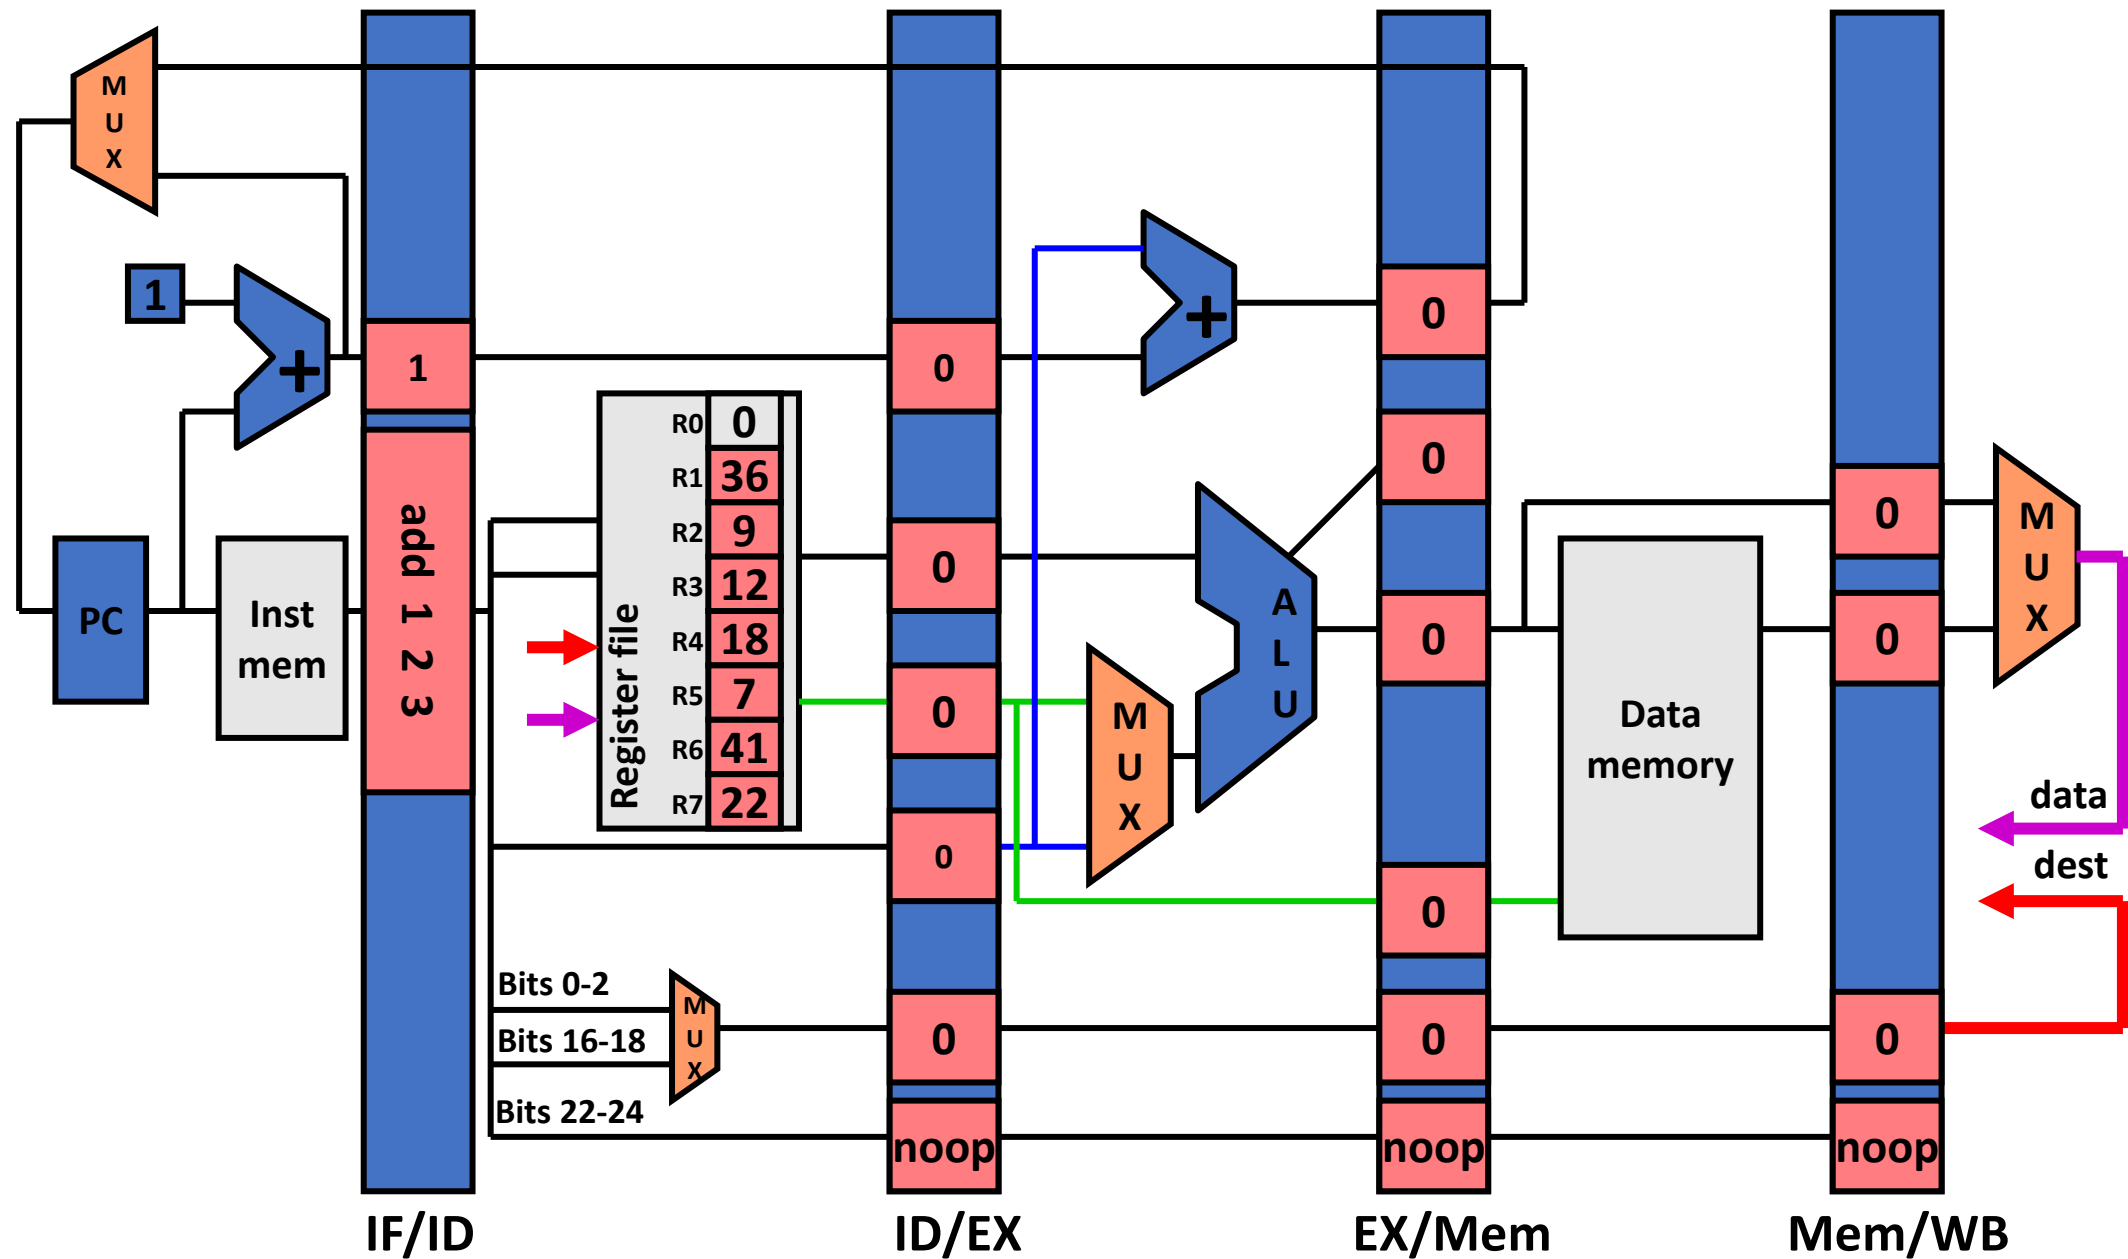 M
U
X
1
+
1
0
+
0
R0 0
R1 36
R2 9
R3 12
R4 18
R5 7
R6 41
R7 22
Register file
add 1 2 3
PC
Inst
mem
0
0
0
M
U
X
A
L
U
0
0
0
Data
memory
0
0
M
U
X
data
dest
Bits 0-2
Bits 16-18
Bits 22-24
M
U
X
0
0
0
noop
noop
noop
IF/ID
ID/EX
EX/Mem
Mem/WB